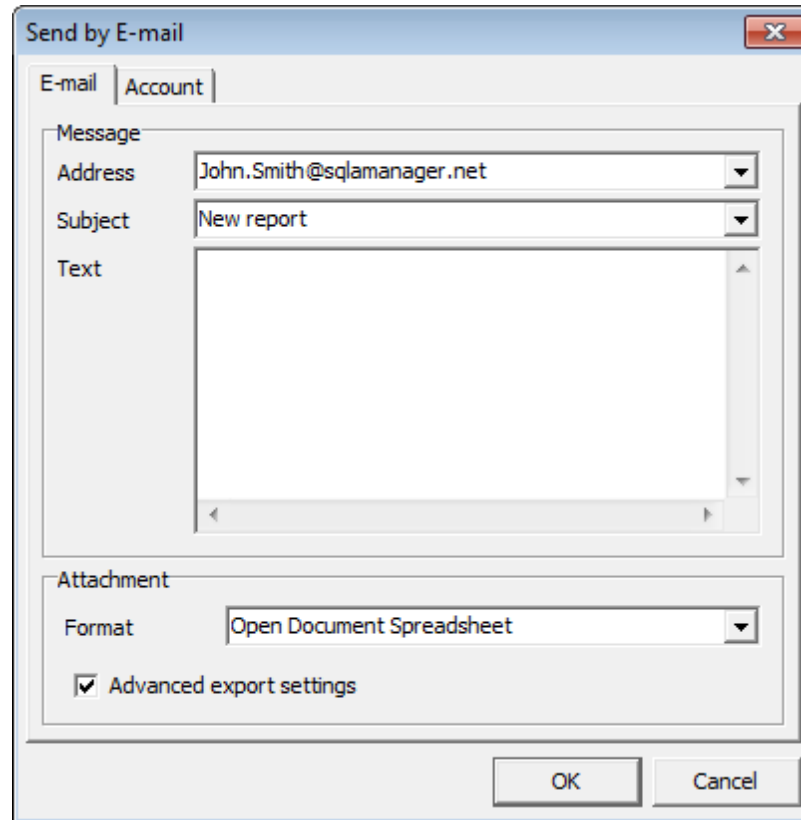 Send by E-mail
E-mail Account
Message
Address John.Smith@sqlamanager.net
Subject New report
Text
Attachment
Format Open Document Spreadsheet
Advanced export settings
OK Cancel